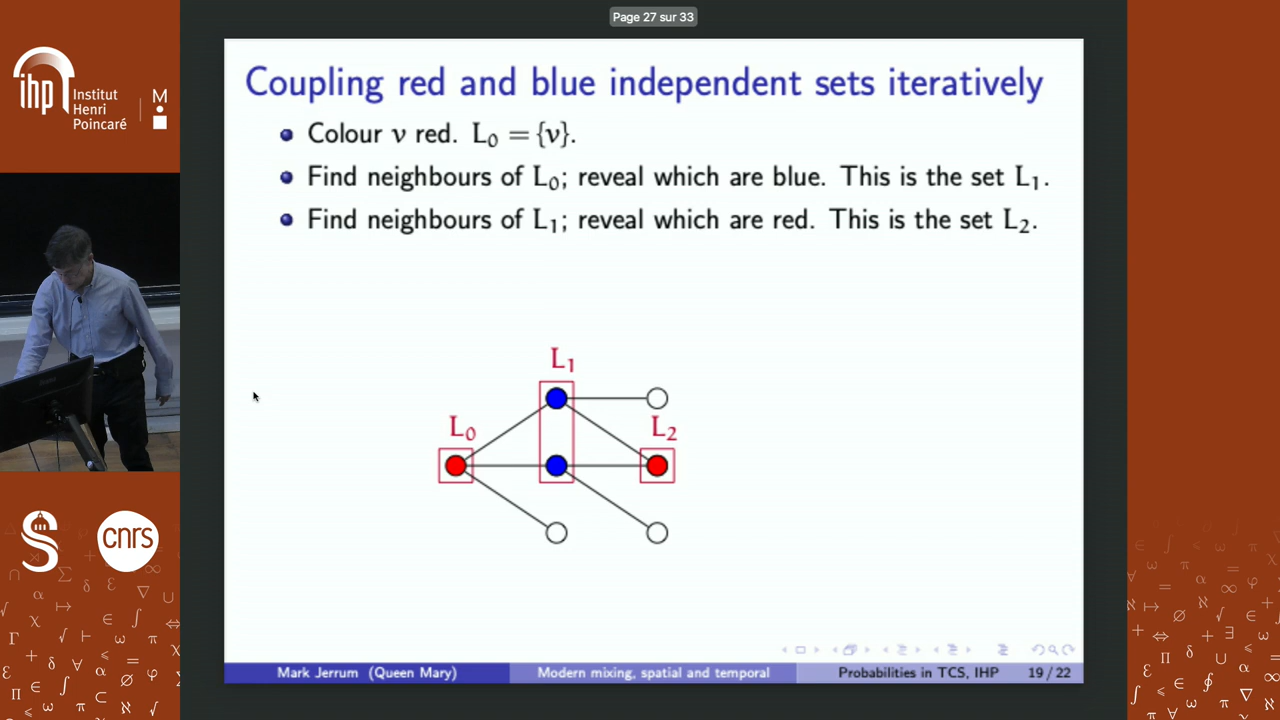 Page 27 sur 33
ihp
Institut
Henri
Poincaré
M
Coupling red and blue independent sets iteratively
Colour v red. L₀ = {v}.
Find neighbours of L₀; reveal which are blue. This is the set L₁.
Find neighbours of L₁; reveal which are red. This is the set L₂.
L₁
L₀
L₂
S
cnrs
Mark Jerrum (Queen Mary)
Modern mixing, spatial and temporal
Probabilities in TCS, IHP
19 / 22